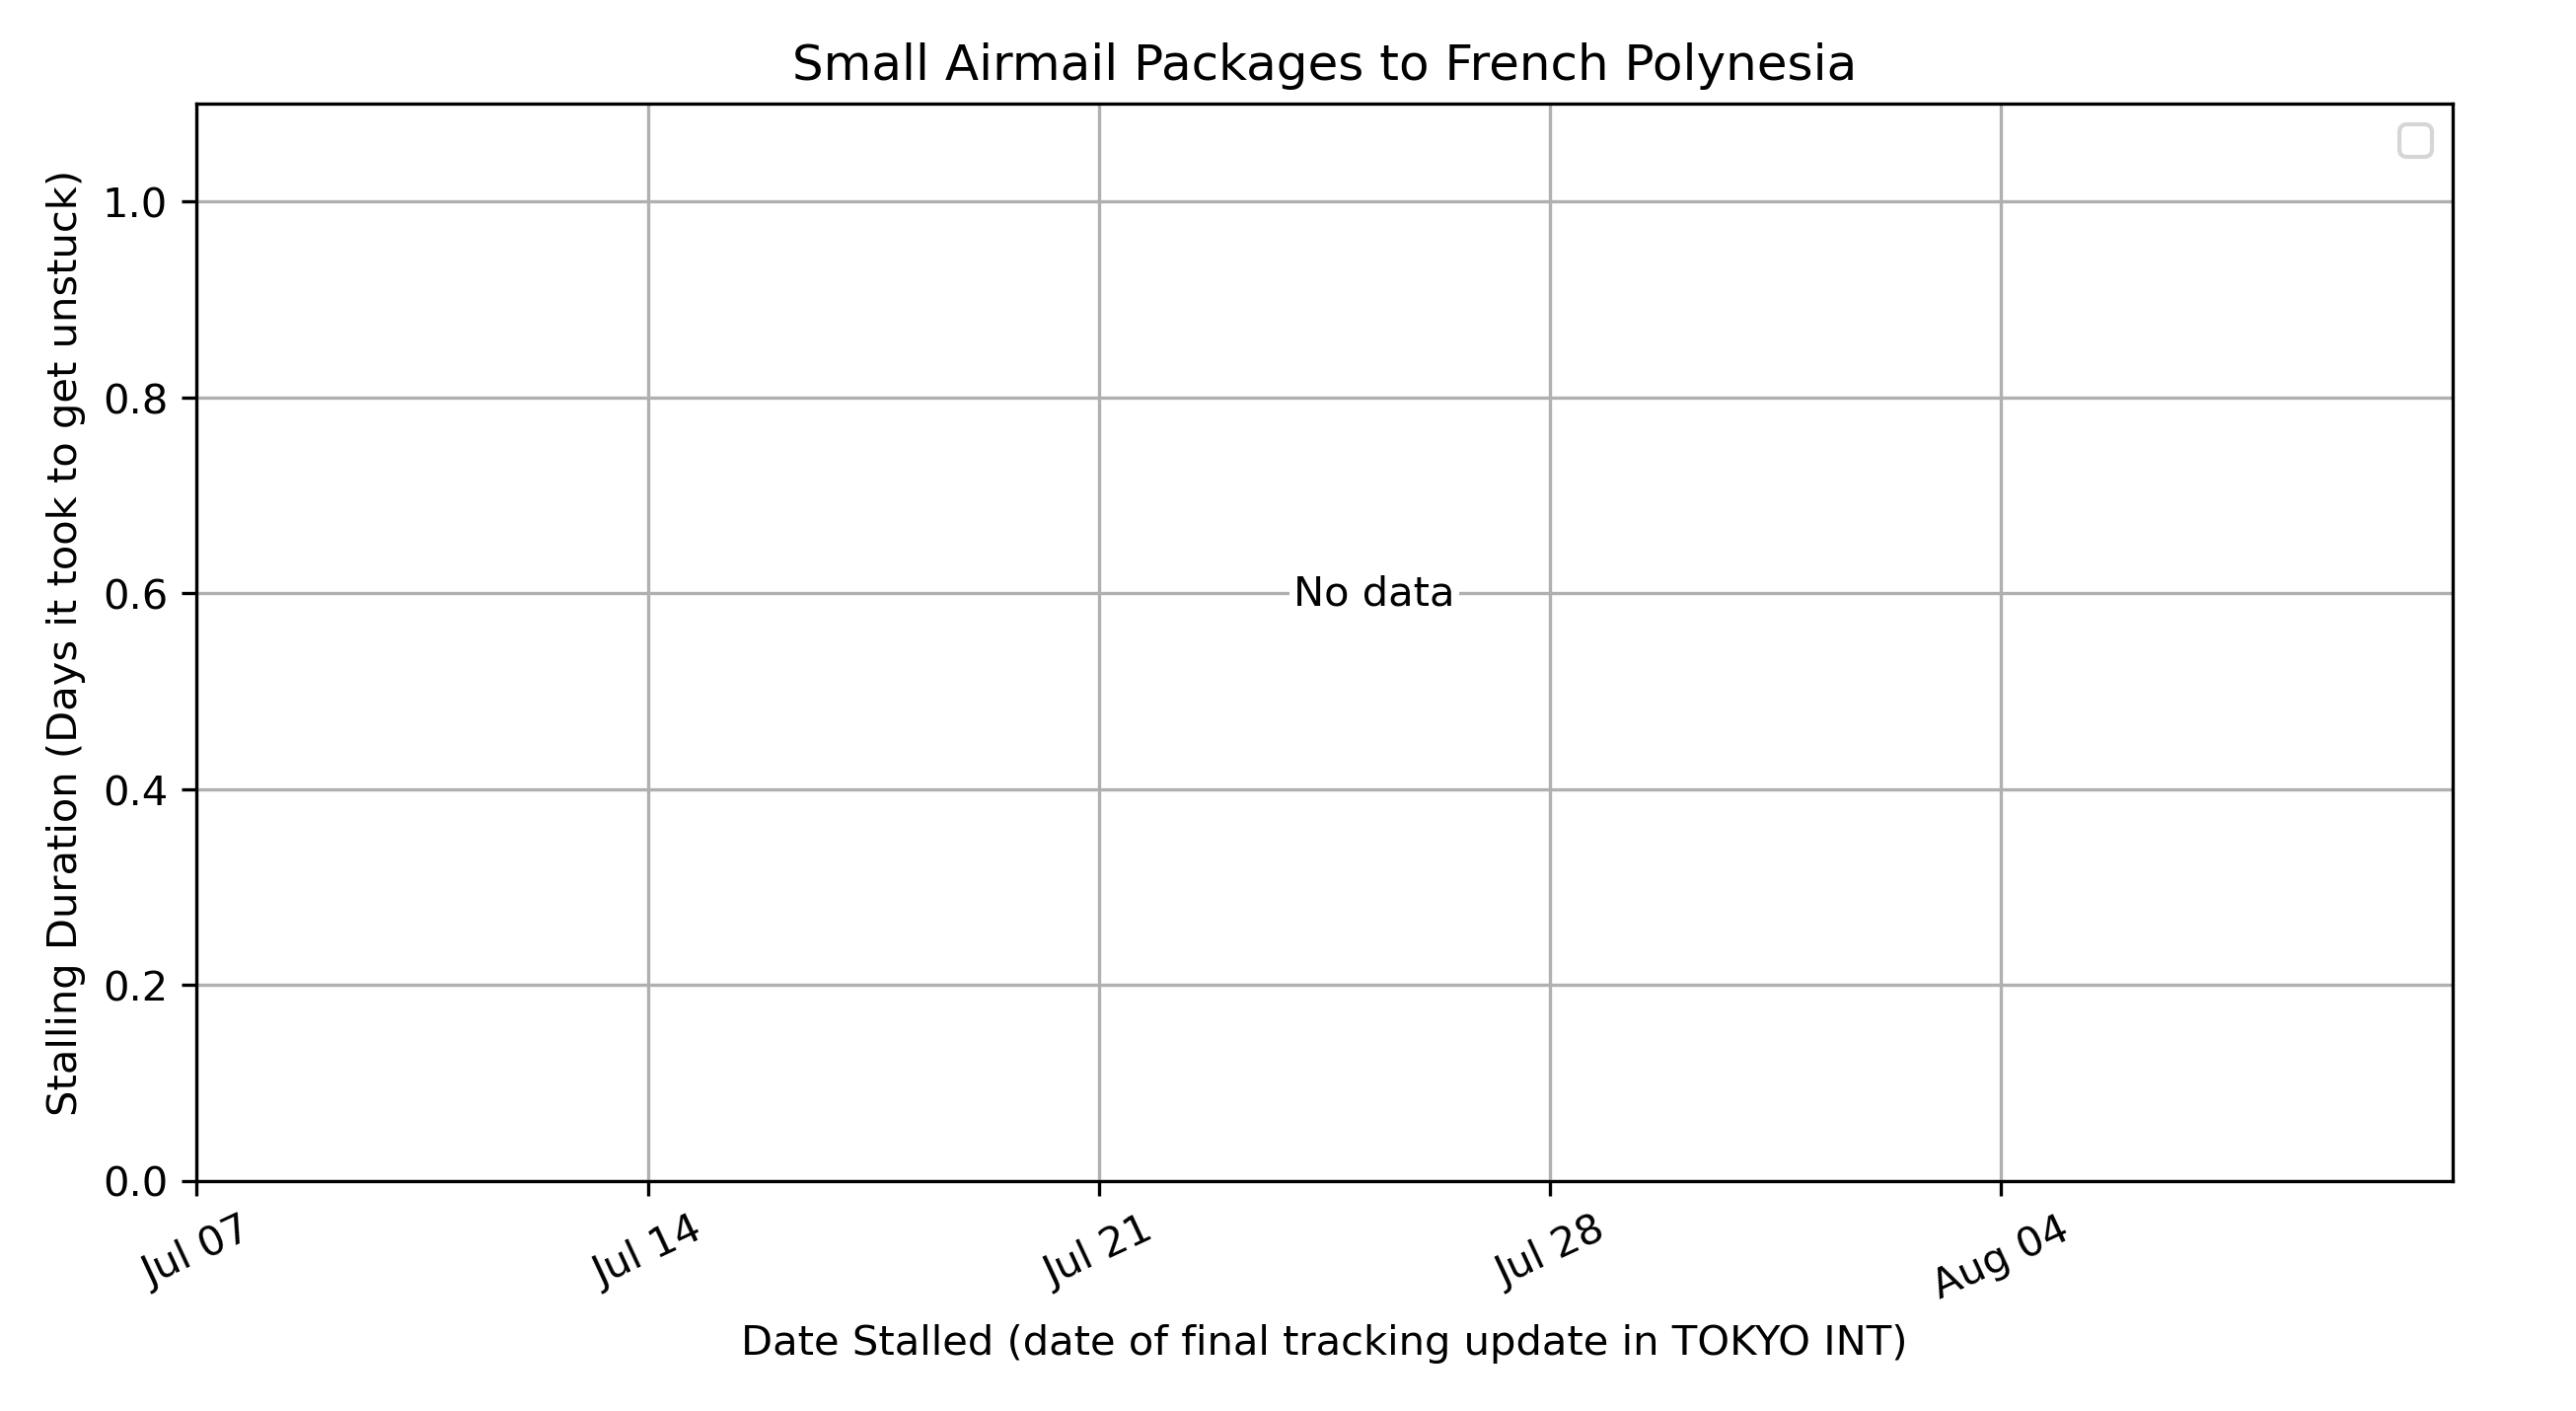 Small Airmail Packages to French Polynesia
Stalling Duration (Days it took to get unstuck)
1.0
0.8
0.6
0.4
0.2
0.0
No data
Jul 07
Jul 14
Jul 21
Jul 28
Aug 04
Date Stalled (date of final tracking update in TOKYO INT)